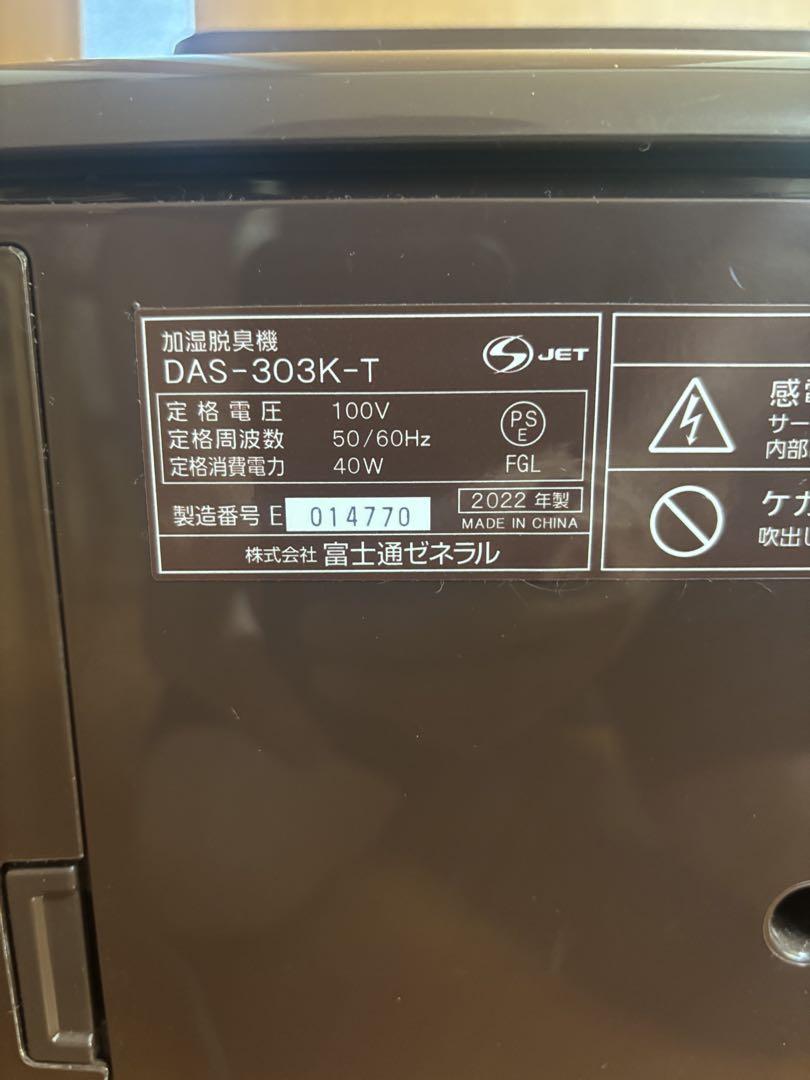 加湿脱臭機
DAS-303K-T
S JET
定格電圧 100V
定格周波数 50/60Hz
定格消費電力 40W
PS
E
FGL
製造番号 E 014770
2022 年製
MADE IN CHINA
株式会社 富士通ゼネラル
感
サー
内部
ケガ
吹出し